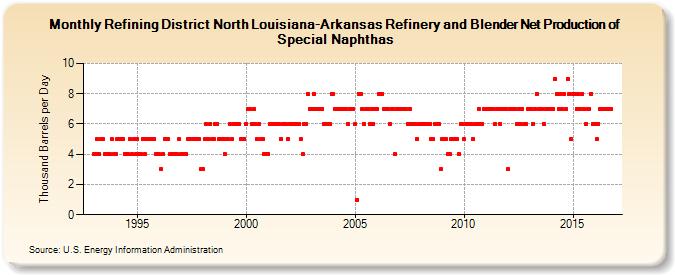 Monthly Refining District North Louisiana-Arkansas Refinery and Blender Net Production of
Special Naphthas
Thousand Barrels per Day
10
8
6
4
2
0
1995 2000 2005 2010 2015
Source: U.S. Energy Information Administration